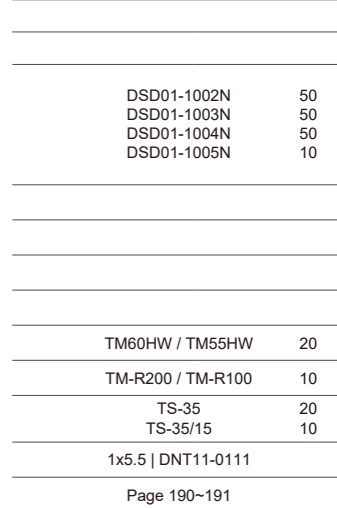 DSD01-1002N 50
DSD01-1003N 50
DSD01-1004N 50
DSD01-1005N 10
TM60HW / TM55HW 20
TM-R200 / TM-R100 10
TS-35 20
TS-35/15 10
1x5.5 | DNT11-0111
Page 190~191